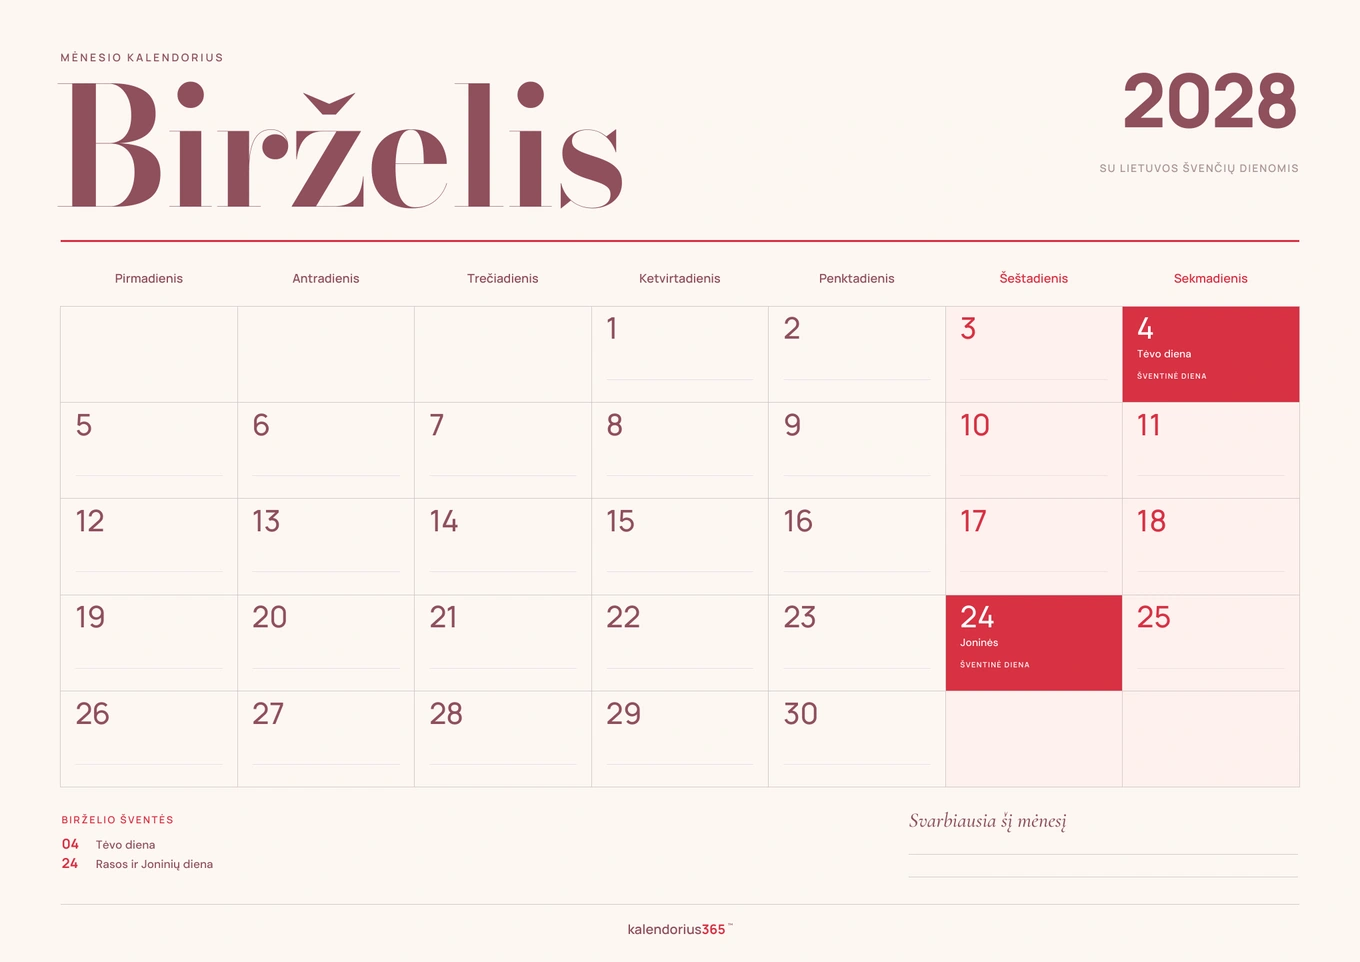 MĖNESIO KALENDORIUS
Birželis
2028
SU LIETUVOS ŠVENČIŲ DIENOMIS
Pirmadienis Antradienis Trečiadienis Ketvirtadienis Penktadienis Šeštadienis Sekmadienis
1 2 3 4
Tėvo diena
ŠVENTINĖ DIENA
5 6 7 8 9 10 11
12 13 14 15 16 17 18
19 20 21 22 23 24 25
Joninės
ŠVENTINĖ DIENA
26 27 28 29 30
BIRŽELIO ŠVENTĖS
04 Tėvo diena
24 Rasos ir Joninių diena
Svarbiausia šį mėnesį
kalendorius365™